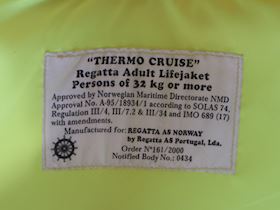 "THERMO CRUISE"
Regatta Adult Lifejaket
Persons of 32 kg or more
Approved by Norwegian Maritime Directorate NMD
Approval No. A-95/18934/1 according to SOLAS 74,
Regulation III/4, III/7.2 & III/34 and IMO 689 (17)
with amendments.
Manufactured for: REGATTA AS NORWAY
by Regatta AS Portugal, Lda.
Order Nº161/2000
Notified Body No.: 0434